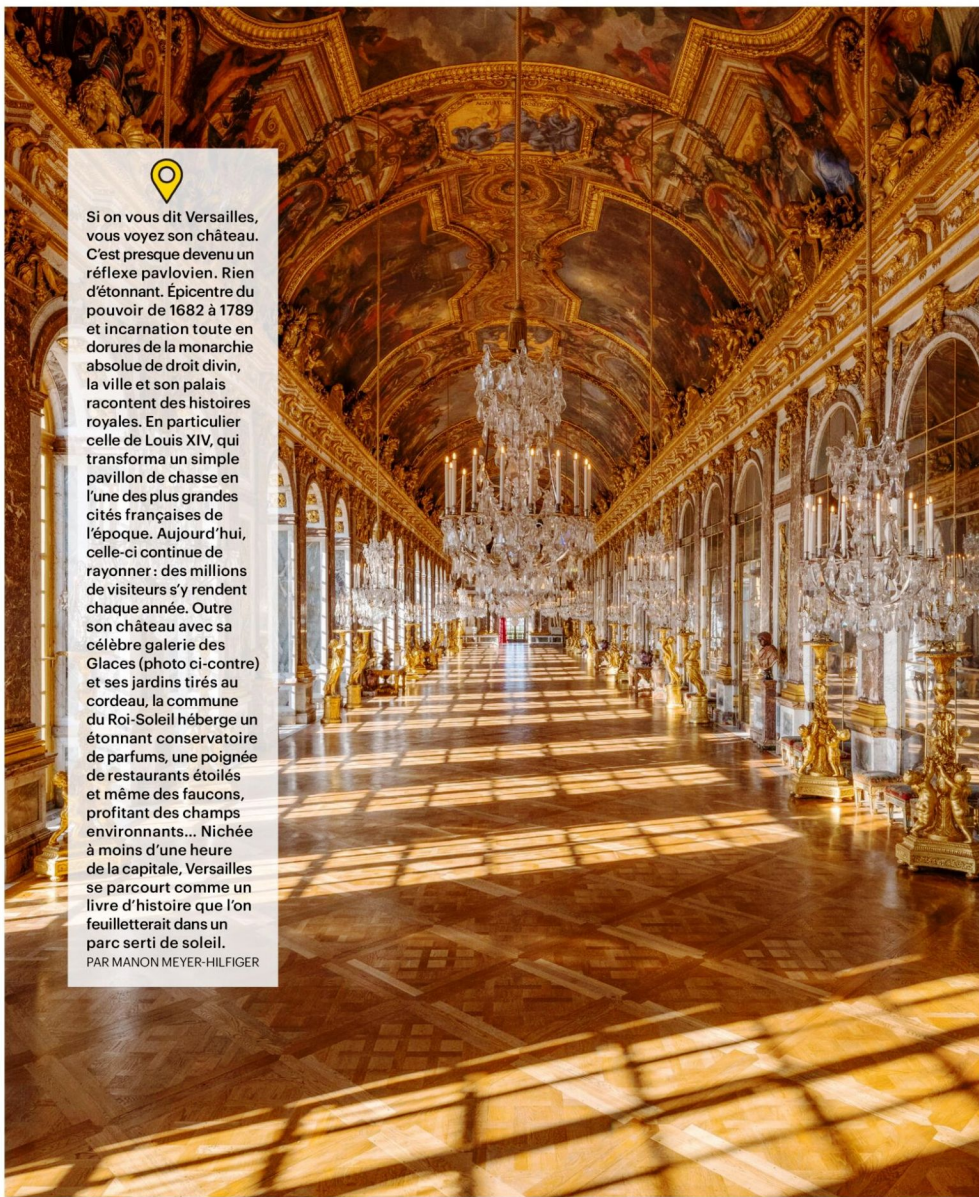 Si on vous dit Versailles,
vous voyez son château.
C’est presque devenu un
réflexe pavlovien. Rien
d’étonnant. Épicentre du
pouvoir de 1682 à 1789
et incarnation toute en
dorures de la monarchie
absolue de droit divin,
la ville et son palais
racontent des histoires
royales. En particulier
celle de Louis XIV, qui
transforma un simple
pavillon de chasse en
l’une des plus grandes
cités françaises de
l’époque. Aujourd’hui,
celle-ci continue de
rayonner : des millions
de visiteurs s’y rendent
chaque année. Outre
son château avec sa
célèbre galerie des
Glaces (photo ci-contre)
et ses jardins tirés au
cordeau, la commune
du Roi-Soleil héberge un
étonnant conservatoire
de parfums, une poignée
de restaurants étoilés
et même des faucons,
profitant des champs
environnants... Nichée
à moins d’une heure
de la capitale, Versailles
se parcourt comme un
livre d’histoire que l’on
feuilletterait dans un
parc serti de soleil.
PAR MANON MEYER-HILFIGER